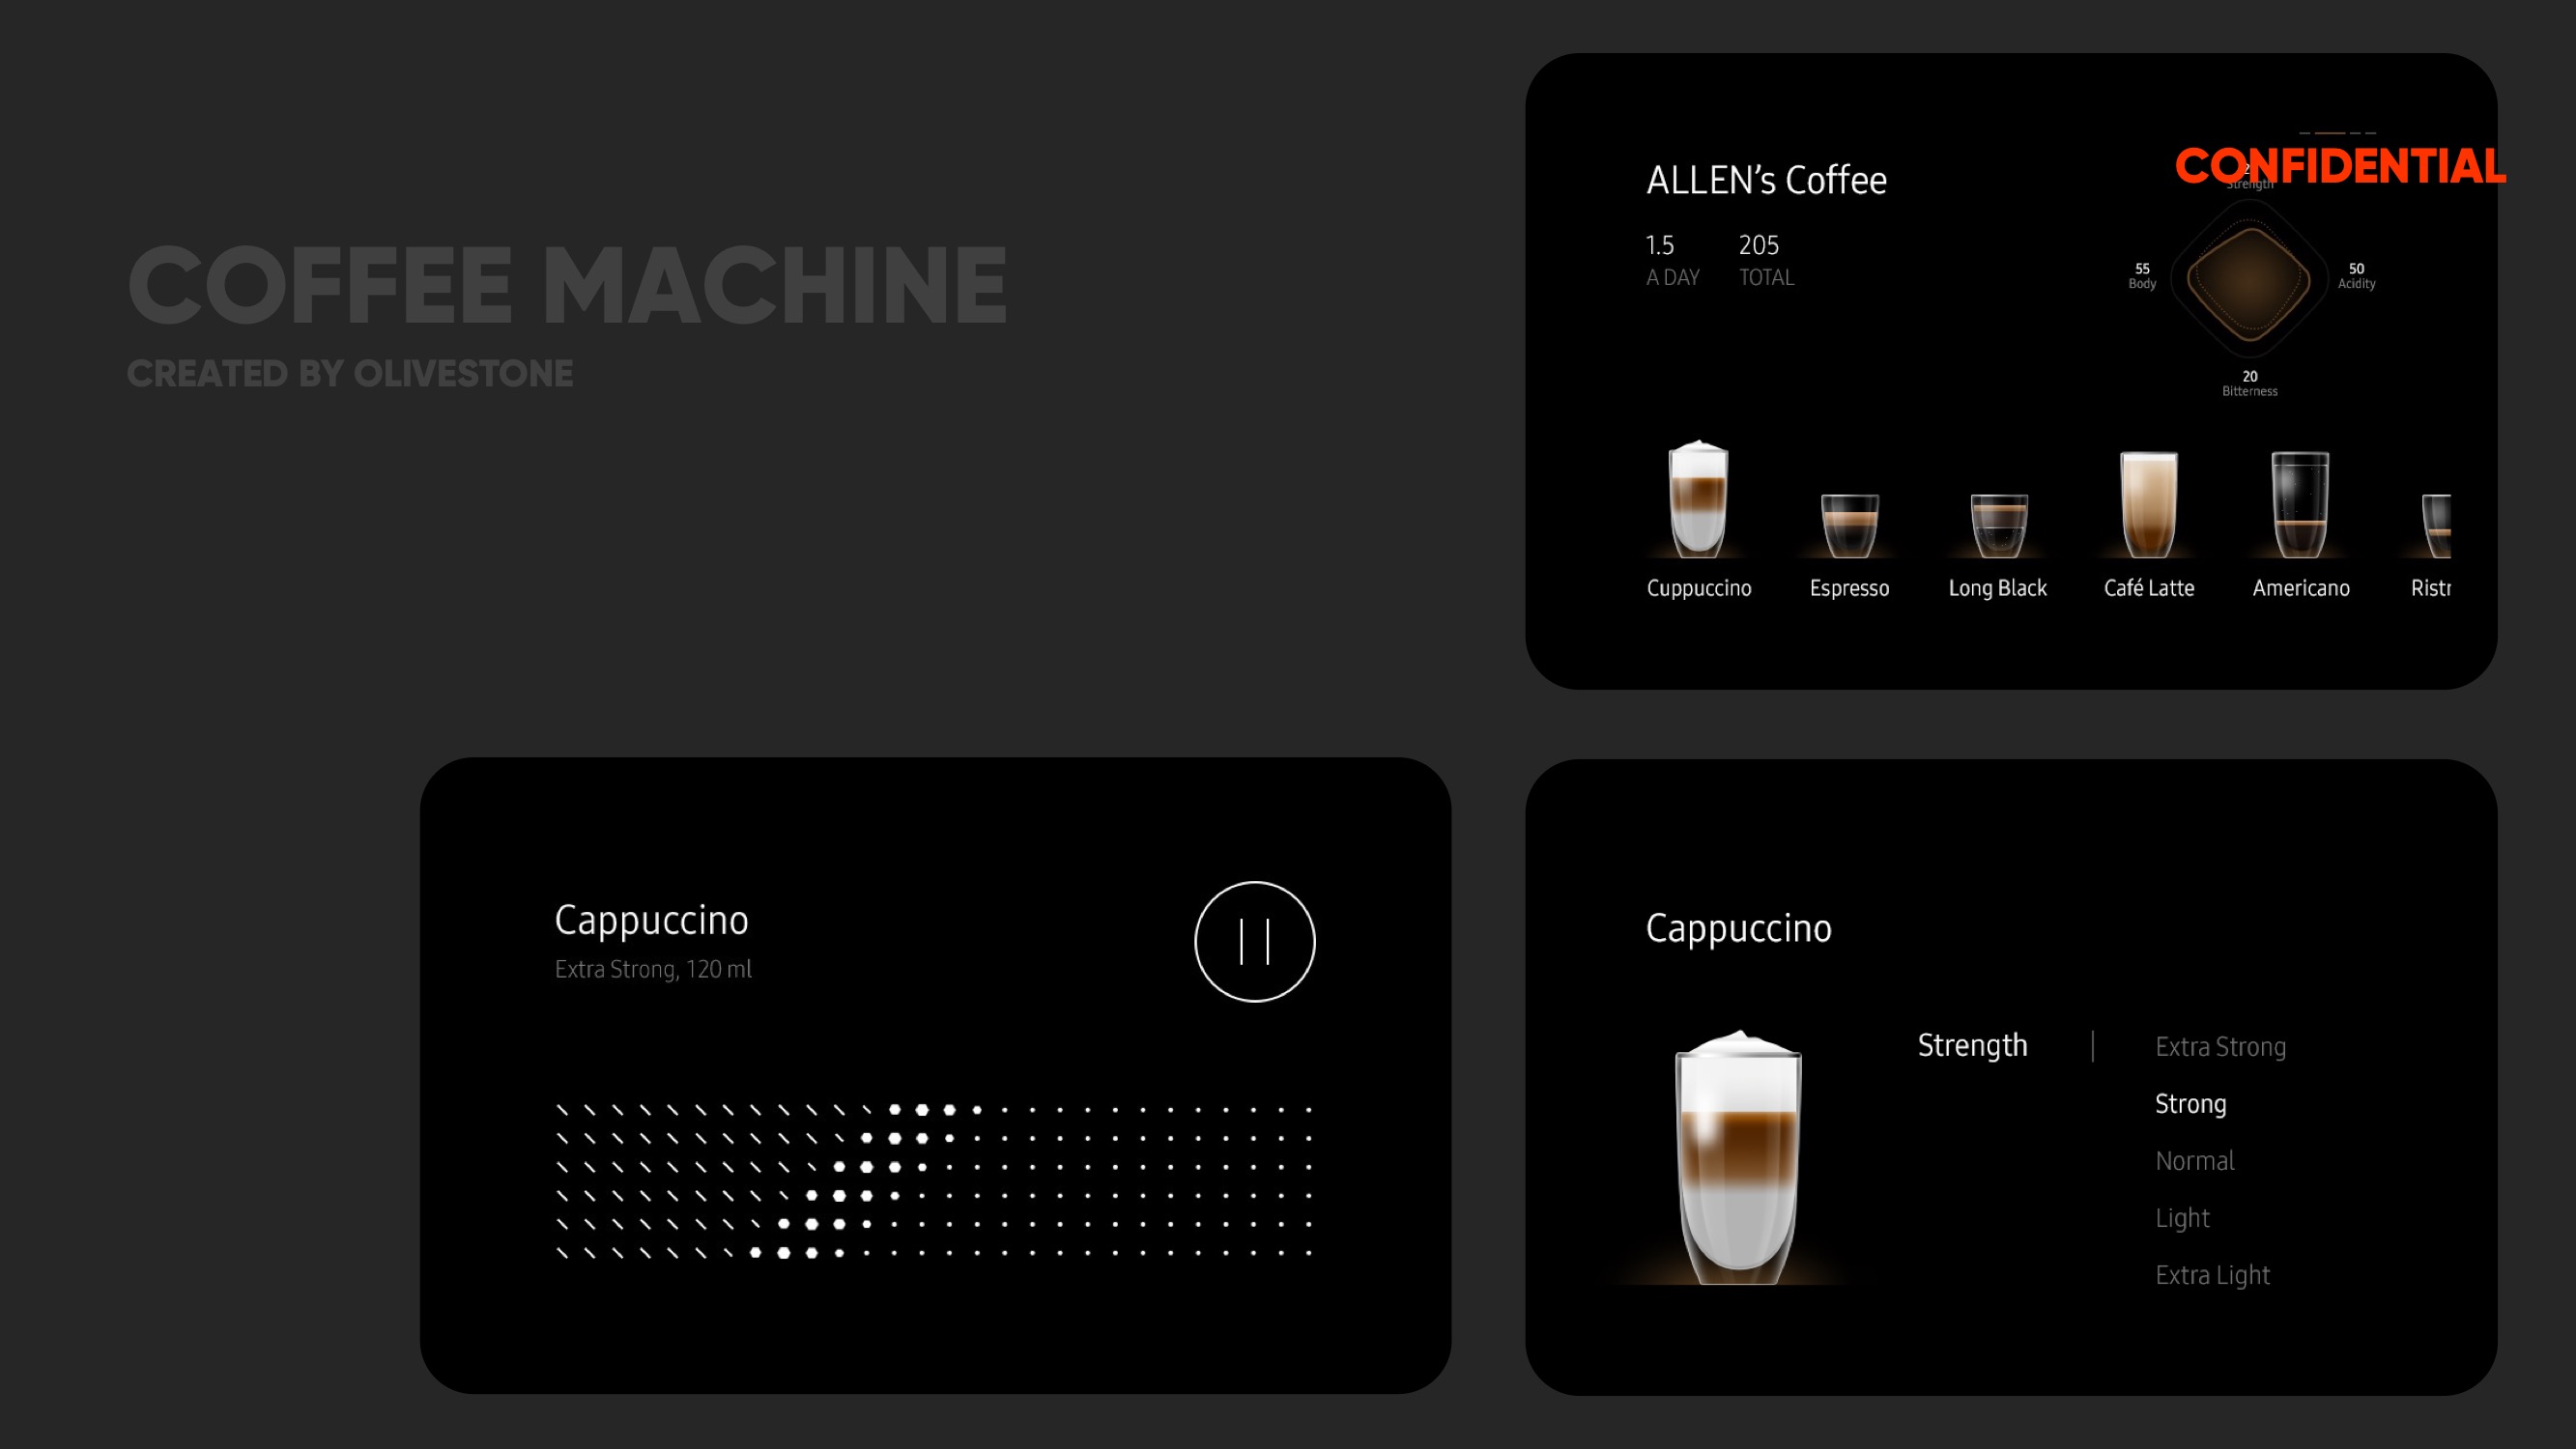 COFFEE MACHINE
CREATED BY OLIVESTONE
CONFIDENTIAL
ALLEN's Coffee
1.5 205
A DAY TOTAL
Strength
55
Body
50
Acidity
20
Bitterness
Cuppuccino Espresso Long Black Café Latte Americano Ristr
Cappuccino
Extra Strong, 120 ml
Cappuccino
Strength | Extra Strong
Strong
Normal
Light
Extra Light